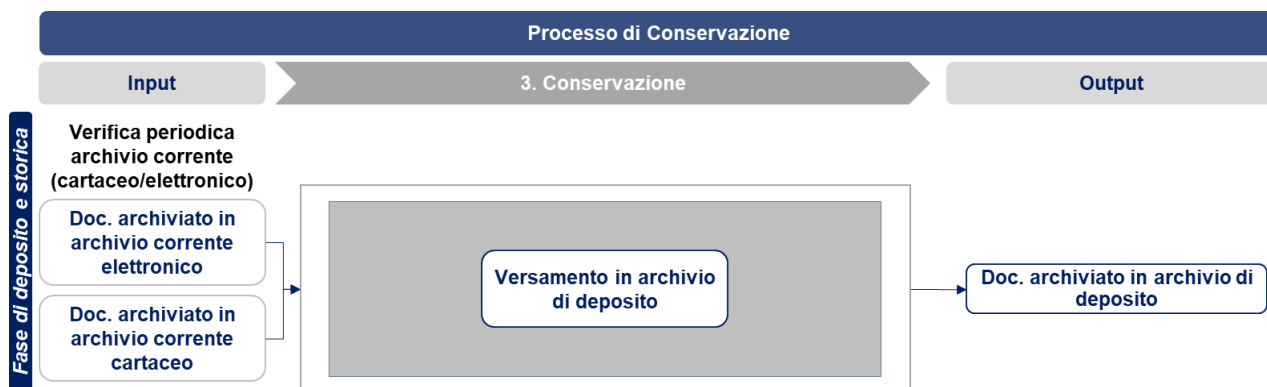 Processo di Conservazione
Input
3. Conservazione
Output
Fase di deposito e storica
Verifica periodica
archivio corrente
(cartaceo/elettronico)
Doc. archiviato in
archivio corrente
elettronico
Doc. archiviato in
archivio corrente
cartaceo
Versamento in archivio
di deposito
Doc. archiviato in archivio di
deposito